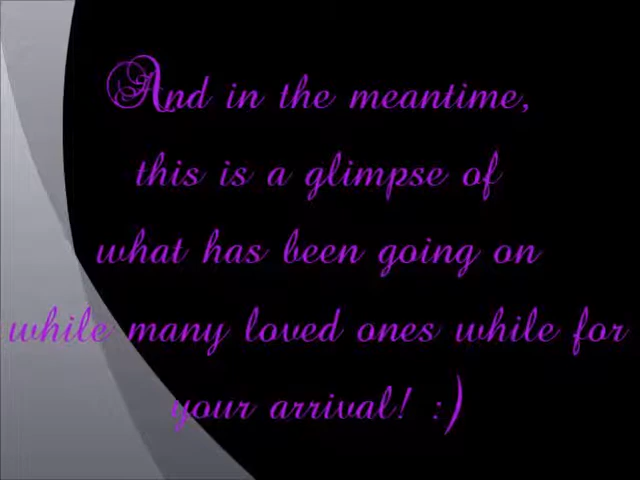 And in the meantime,
this is a glimpse of
what has been going on
while many loved ones while for
your arrival! :)